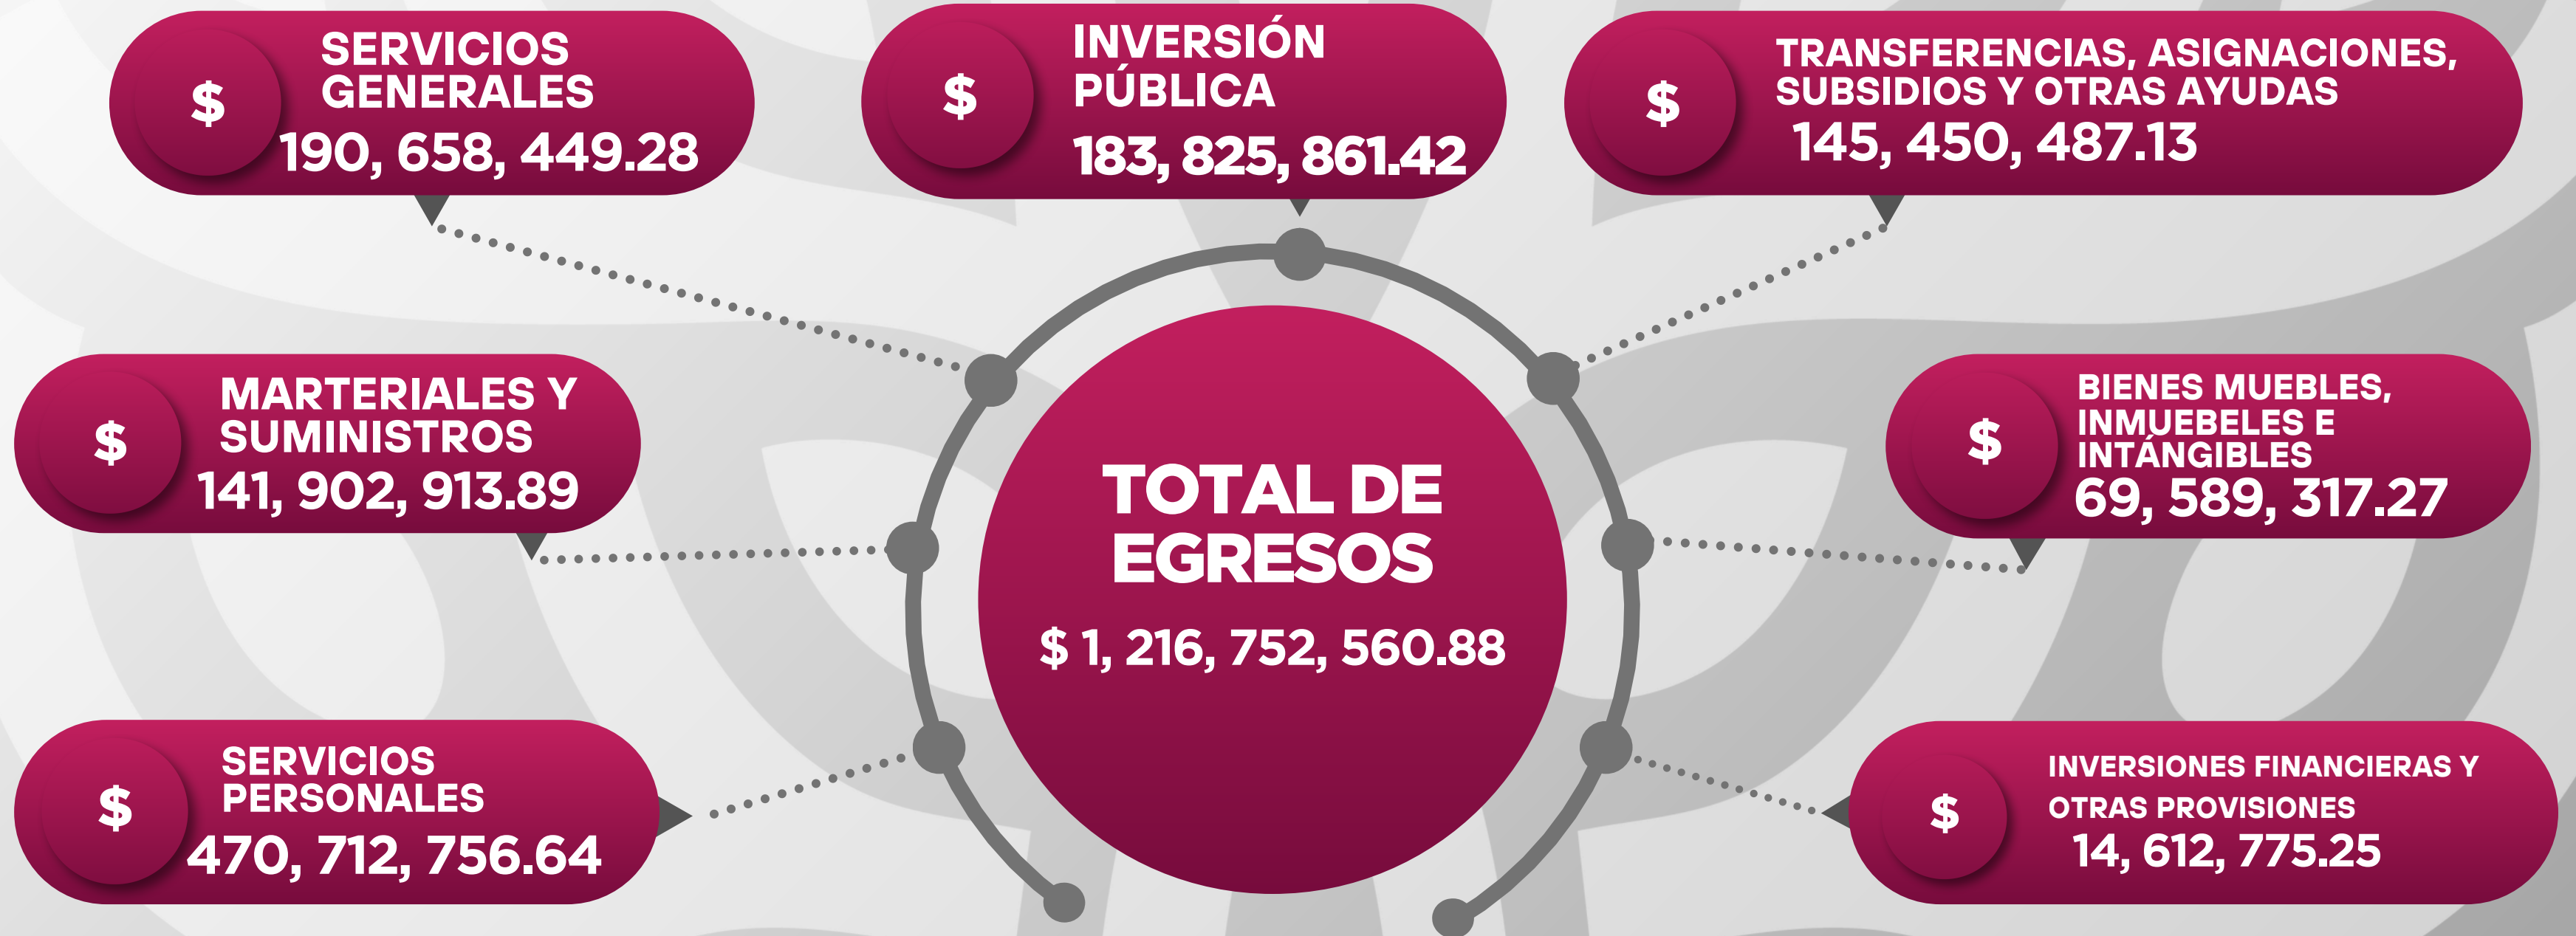 $
SERVICIOS
GENERALES
190, 658, 449.28
$
INVERSIÓN
PÚBLICA
183, 825, 861.42
$
TRANSFERENCIAS, ASIGNACIONES,
SUBSIDIOS Y OTRAS AYUDAS
145, 450, 487.13
$
MARTERIALES Y
SUMINISTROS
141, 902, 913.89
TOTAL DE
EGRESOS
$ 1, 216, 752, 560.88
$
BIENES MUEBLES,
INMUEBELES E
INTÁNGIBLES
69, 589, 317.27
$
SERVICIOS
PERSONALES
470, 712, 756.64
$
INVERSIONES FINANCIERAS Y
OTRAS PROVISIONES
14, 612, 775.25